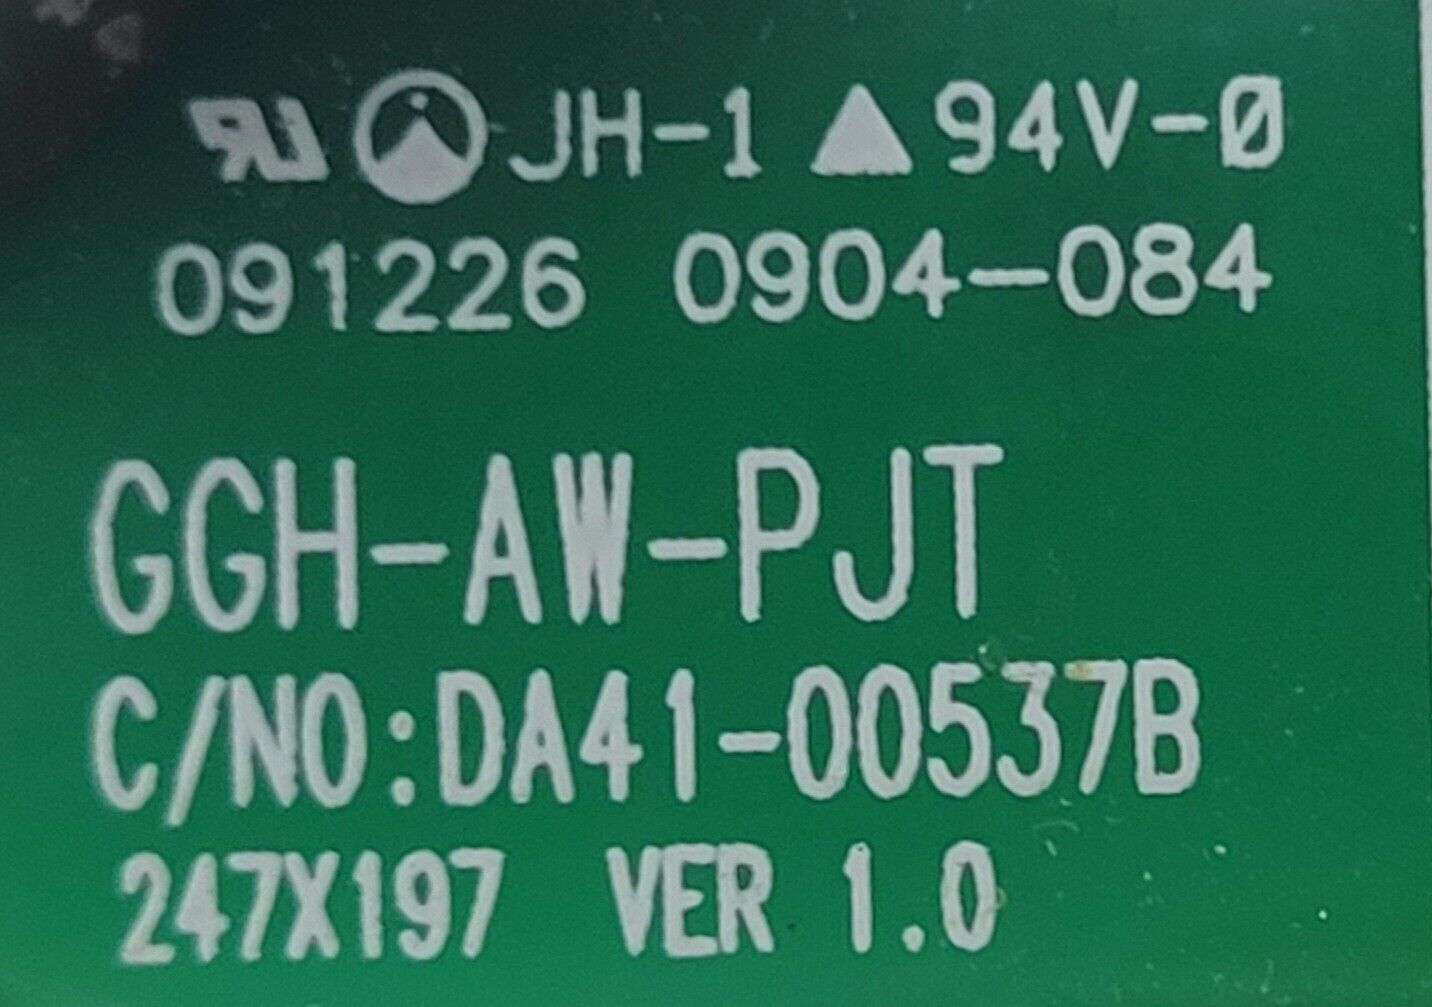 JH-1 94V-0
091226 0904-084
GGH-AW-PJT
C/NO:DA41-00537B
247X197 VER 1.0